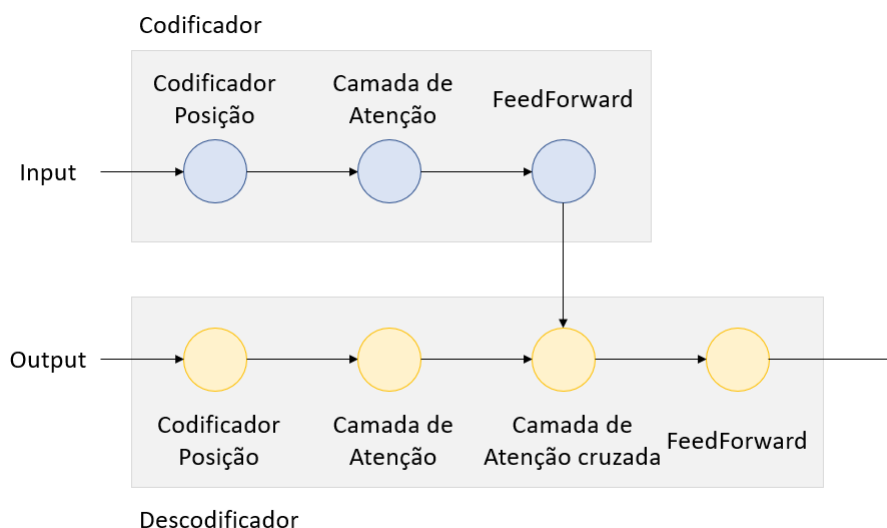 Codificador
Codificador
Posição
Camada de
Atenção
FeedForward
Input
Output
Codificador
Posição
Camada de
Atenção
Camada de
Atenção cruzada
FeedForward
Descodificador